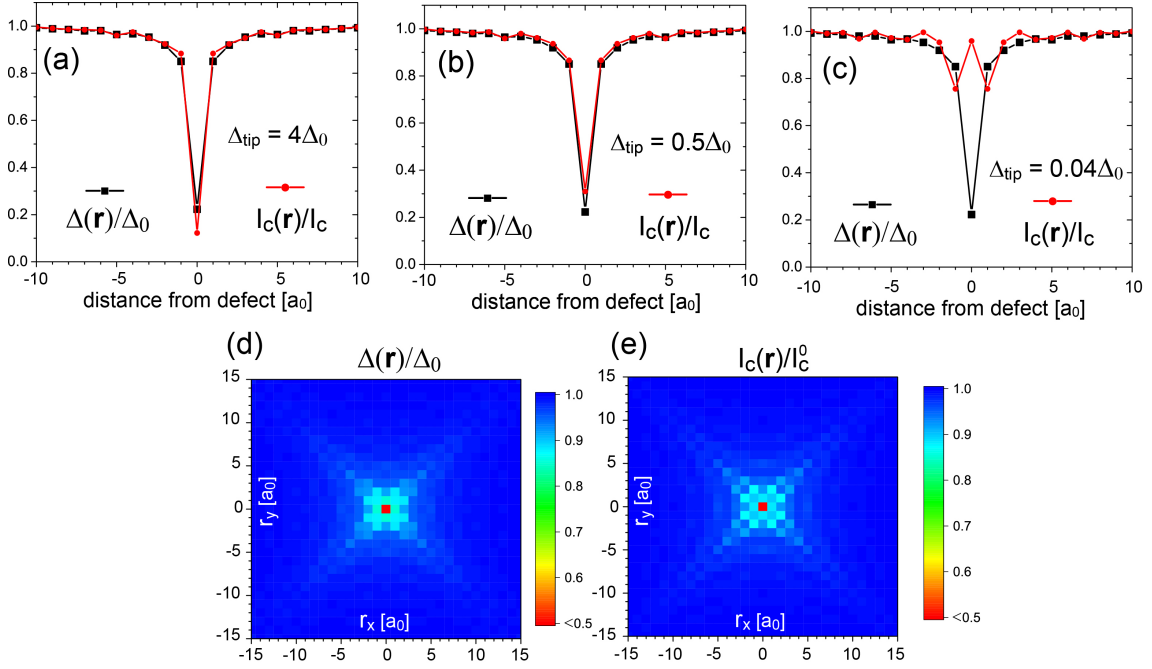 (a)
1.0
0.8
0.6
0.4
0.2
0.0
Δtip = 4Δ0
Δ(r)/Δ0
Ic(r)/Ic
-10 -5 0 5 10
distance from defect [a0]
(b)
1.0
0.8
0.6
0.4
0.2
0.0
Δtip = 0.5Δ0
Δ(r)/Δ0
Ic(r)/Ic
-10 -5 0 5 10
distance from defect [a0]
(c)
1.0
0.8
0.6
0.4
0.2
0.0
Δtip = 0.04Δ0
Δ(r)/Δ0
Ic(r)/Ic
-10 -5 0 5 10
distance from defect [a0]
(d)
Δ(r)/Δ0
15
10
5
0
-5
-10
-15
ry [a0]
rx [a0]
-15 -10 -5 0 5 10 15
1.0
0.9
0.8
0.7
0.6
<0.5
(e)
Ic(r)/Ic0
15
10
5
0
-5
-10
-15
ry [a0]
rx [a0]
-15 -10 -5 0 5 10 15
1.0
0.9
0.8
0.7
0.6
<0.5